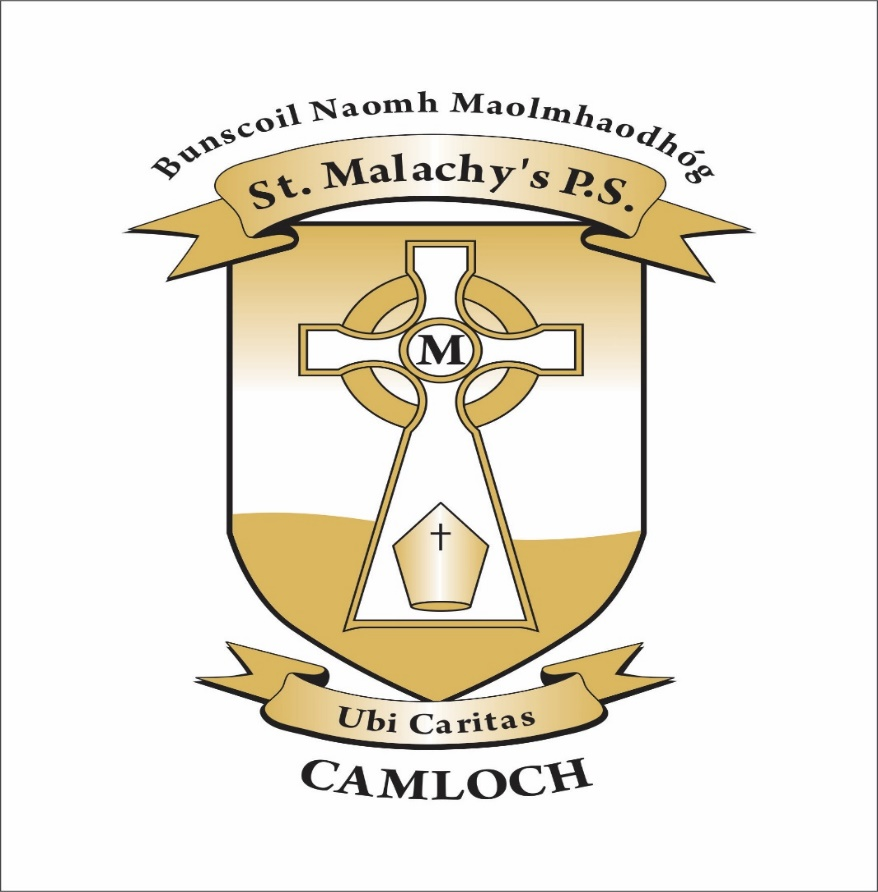 Bunscoil Naomh Maolmhaodhóg
St. Malachy's P.S.
M
Ubi Caritas
CAMLOCH